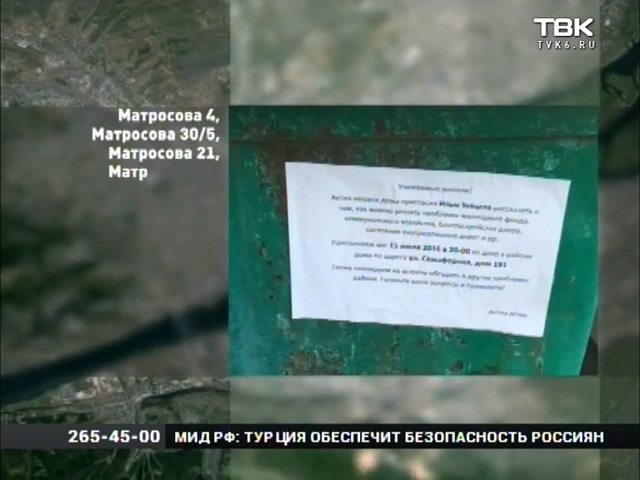 ТВК
TVK6.RU
Матросова 4,
Матросова 30/5,
Матросова 21,
Матр
Уважаемые жители!
Актив нашего дома пригласил Илью Зайцева рассказать о
том, как можно решить проблемы жилищного фонда,
коммунального хозяйства, благоустройства дворов,
состояния внутриквартальных дорог и др.
Приглашаем вас 15 июля 2016 в 20-00 во двор в районе
дома по адресу ул. Семафорная, дом 191
Также планируем на встрече обсудить и другие проблемы
района. Готовьте ваши вопросы и приходите!
Актив дома
265-45-00 МИД РФ: ТУРЦИЯ ОБЕСПЕЧИТ БЕЗОПАСНОСТЬ РОССИЯН